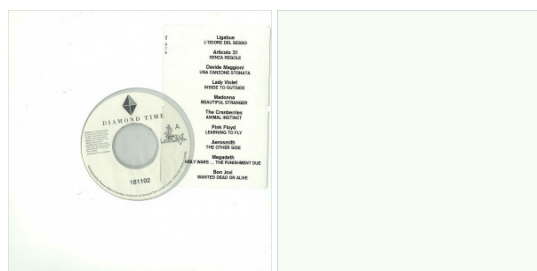 Ligabue
L'ODORE DEL SESSO
Articolo 31
SENZA REGOLE
Davide Maggioni
UNA CANZONE STONATA
Lady Violet
INSIDE TO OUTSIDE
Madonna
BEAUTIFUL STRANGER
The Cranberries
ANIMAL INSTINCT
Pink Floyd
LEARNING TO FLY
Aerosmith
THE OTHER SIDE
Megadeth
HOLY WARS ... THE PUNISHMENT DUE
Bon Jovi
WANTED DEAD OR ALIVE
DIAMOND TIME
A
181102